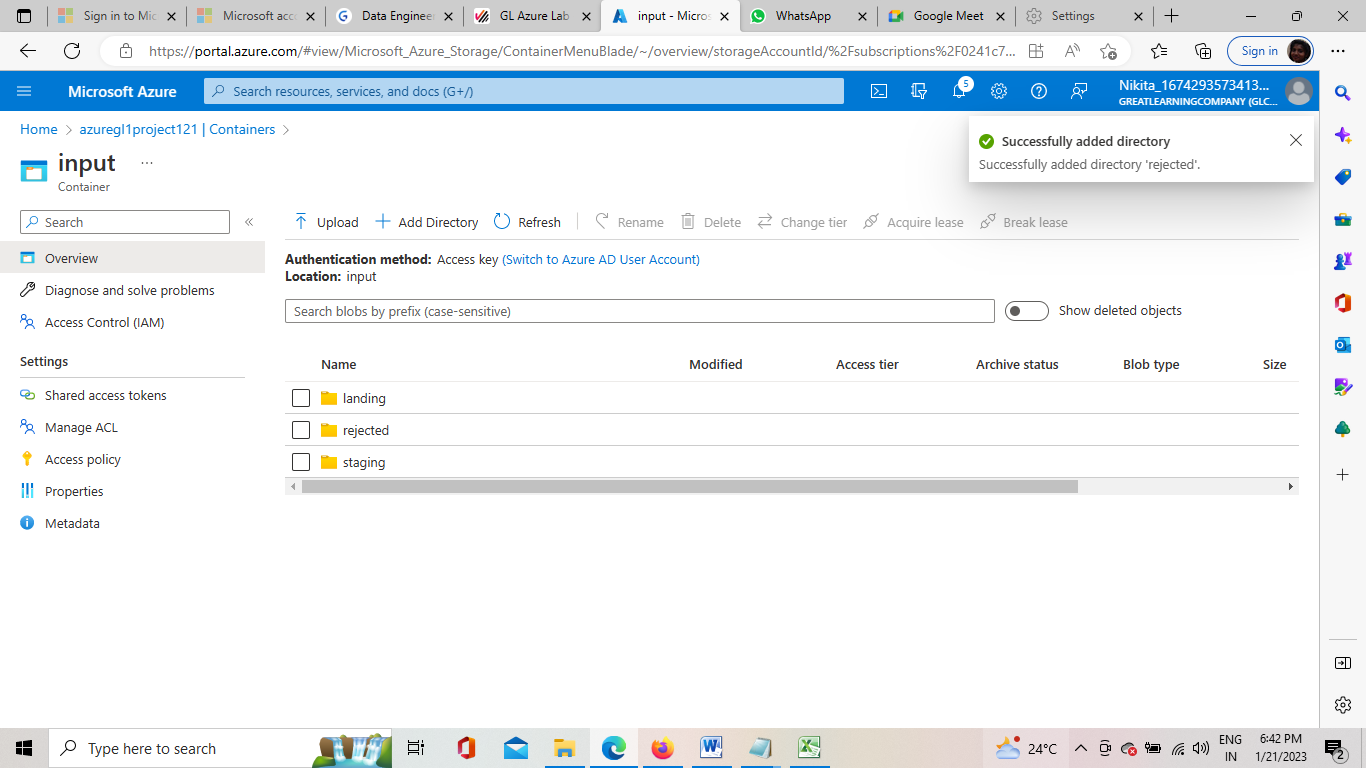 Sign in to Mic
Microsoft acc
Data Engineer
GL Azure Lab
input - Micros
WhatsApp
Google Meet
Settings
https://portal.azure.com/#view/Microsoft_Azure_Storage/ContainerMenuBlade/~/overview/storageAccountId/%2Fsubscriptions%2F0241c7...
Sign in
Microsoft Azure
Search resources, services, and docs (G+/)
5
Nikita_1674293573413...
GREATLEARNINGCOMPANY (GLC...
Home > azuregl1project121 | Containers >
input ...
Container
Successfully added directory
Successfully added directory 'rejected'.
Search
«
Upload
Add Directory
Refresh
Rename
Delete
Change tier
Acquire lease
Break lease
Overview
Diagnose and solve problems
Access Control (IAM)
Settings
Shared access tokens
Manage ACL
Access policy
Properties
Metadata
Authentication method: Access key (Switch to Azure AD User Account)
Location: input
Search blobs by prefix (case-sensitive)
Show deleted objects
Name Modified Access tier Archive status Blob type Size
landing
rejected
staging
Type here to search
24°C
ENG
IN
6:42 PM
1/21/2023
2